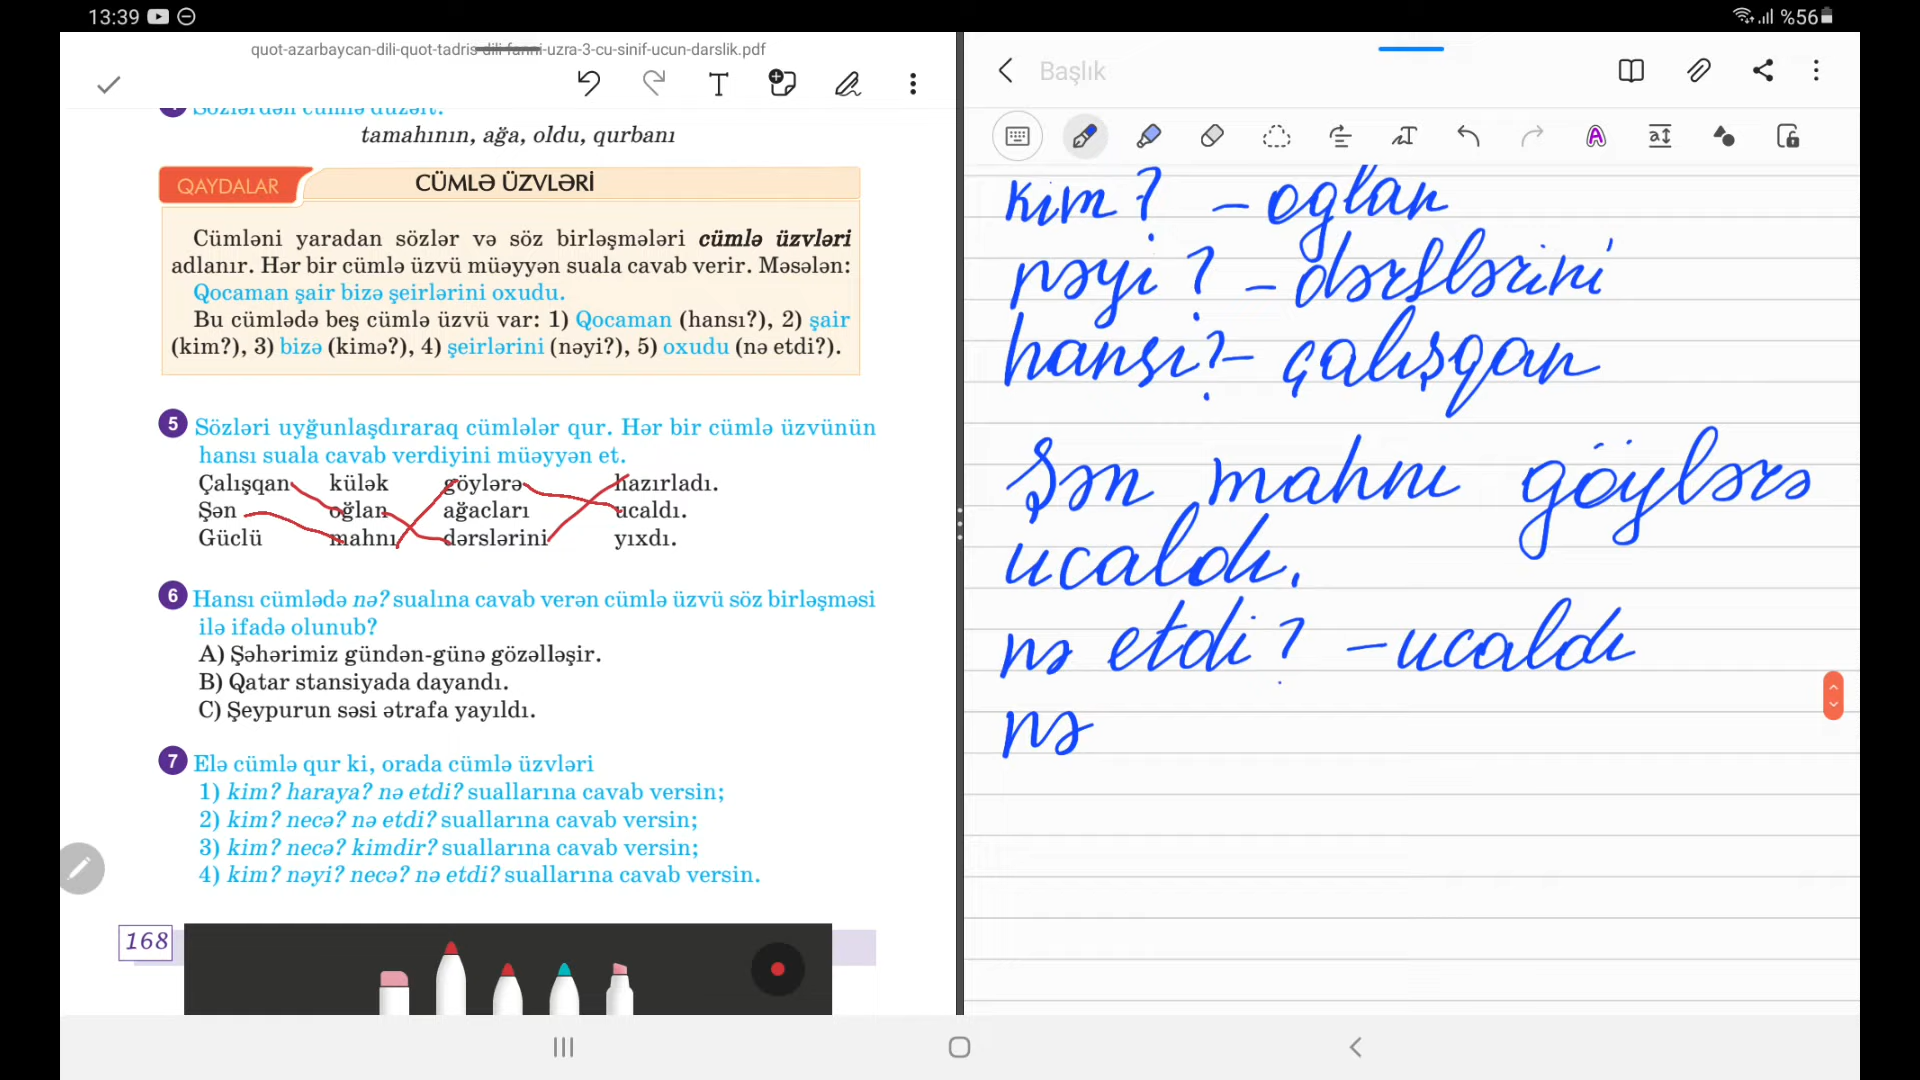 13:39
%56
quot-azarbaycan-dili-quot-tadris-dili-fanni-uzra-3-cu-sinif-ucun-darslik.pdf
Sözlərdən cümlə düzəlt.
tamahının, ağa, oldu, qurbanı
QAYDALAR
CÜMLƏ ÜZVLƏRİ
Cümləni yaradan sözlər və söz birləşmələri cümlə üzvləri
adlanır. Hər bir cümlə üzvü müəyyən suala cavab verir. Məsələn:
Qocaman şair bizə şeirlərini oxudu.
Bu cümlədə beş cümlə üzvü var: 1) Qocaman (hansı?), 2) şair
(kim?), 3) bizə (kimə?), 4) şeirlərini (nəyi?), 5) oxudu (nə etdi?).
5 Sözləri uyğunlaşdıraraq cümlələr qur. Hər bir cümlə üzvünün
hansı suala cavab verdiyini müəyyən et.
Çalışqan külək göylərə hazırladı.
Şən oğlan ağacları ucaldı.
Güclü mahnı dərslərini yıxdı.
6 Hansı cümlədə nə? sualına cavab verən cümlə üzvü söz birləşməsi
ilə ifadə olunub?
A) Şəhərimiz gündən-günə gözəlləşir.
B) Qatar stansiyada dayandı.
C) Şeypurun səsi ətrafa yayıldı.
7 Elə cümlə qur ki, orada cümlə üzvləri
1) kim? haraya? nə etdi? suallarına cavab versin;
2) kim? necə? nə etdi? suallarına cavab versin;
3) kim? necə? kimdir? suallarına cavab versin;
4) kim? nəyi? necə? nə etdi? suallarına cavab versin.
168
Başlık
kim? – oğlan
nəyi? – dərslərini
hansı? – çalışqan
Şən mahnı göylərə
ucaldı.
nə etdi? – ucaldı
nə